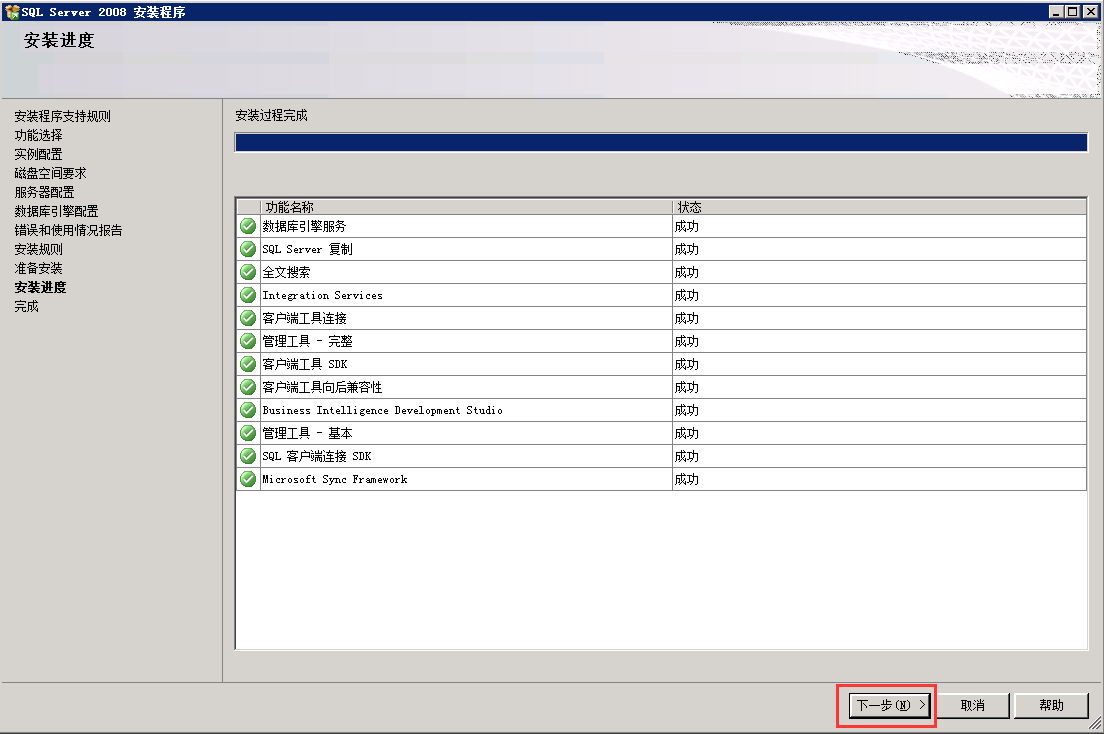 SQL Server 2008 安装程序
安装进度
安装程序支持规则
功能选择
实例配置
磁盘空间要求
服务器配置
数据库引擎配置
错误和使用情况报告
安装规则
准备安装
安装进度
完成
安装过程完成
功能名称 状态
数据库引擎服务 成功
SQL Server 复制 成功
全文搜索 成功
Integration Services 成功
客户端工具连接 成功
管理工具 - 完整 成功
客户端工具 SDK 成功
客户端工具向后兼容性 成功
Business Intelligence Development Studio 成功
管理工具 - 基本 成功
SQL 客户端连接 SDK 成功
Microsoft Sync Framework 成功
下一步(N) > 取消 帮助